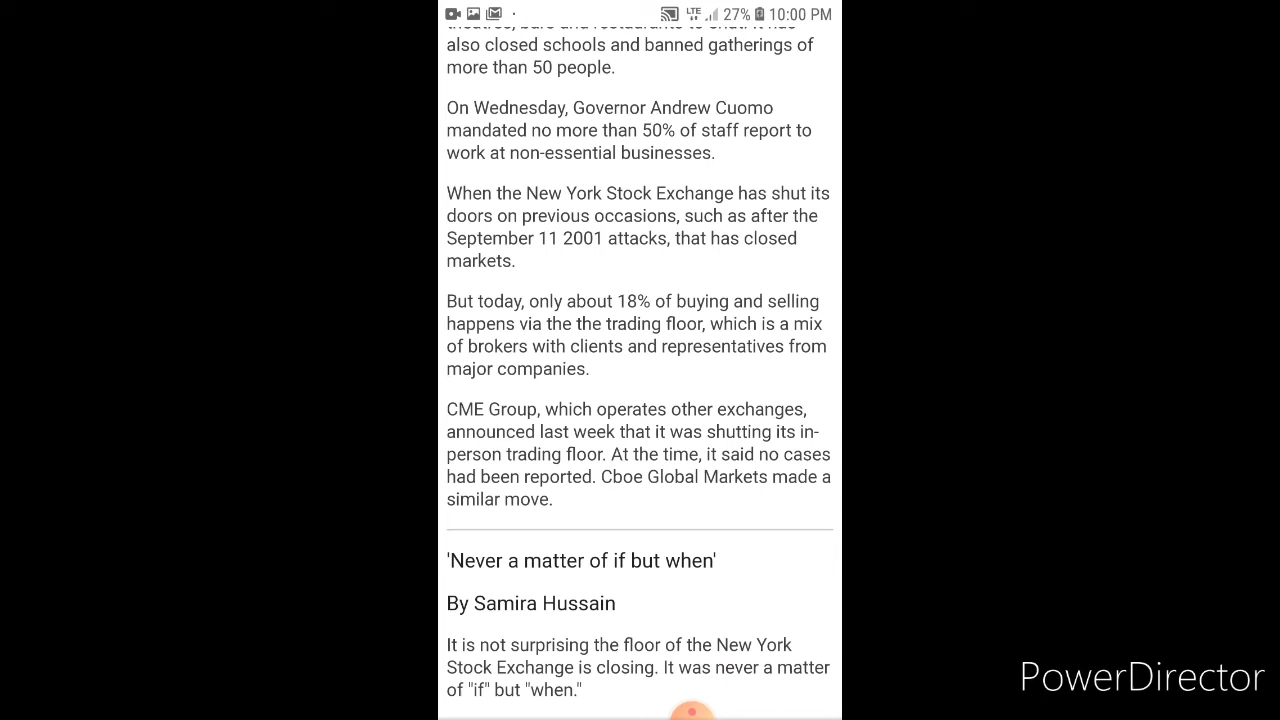 LTE 27% 10:00 PM
also closed schools and banned gatherings of
more than 50 people.
On Wednesday, Governor Andrew Cuomo
mandated no more than 50% of staff report to
work at non-essential businesses.
When the New York Stock Exchange has shut its
doors on previous occasions, such as after the
September 11 2001 attacks, that has closed
markets.
But today, only about 18% of buying and selling
happens via the the trading floor, which is a mix
of brokers with clients and representatives from
major companies.
CME Group, which operates other exchanges,
announced last week that it was shutting its in-
person trading floor. At the time, it said no cases
had been reported. Cboe Global Markets made a
similar move.
'Never a matter of if but when'
By Samira Hussain
It is not surprising the floor of the New York
Stock Exchange is closing. It was never a matter
of "if" but "when."
PowerDirector